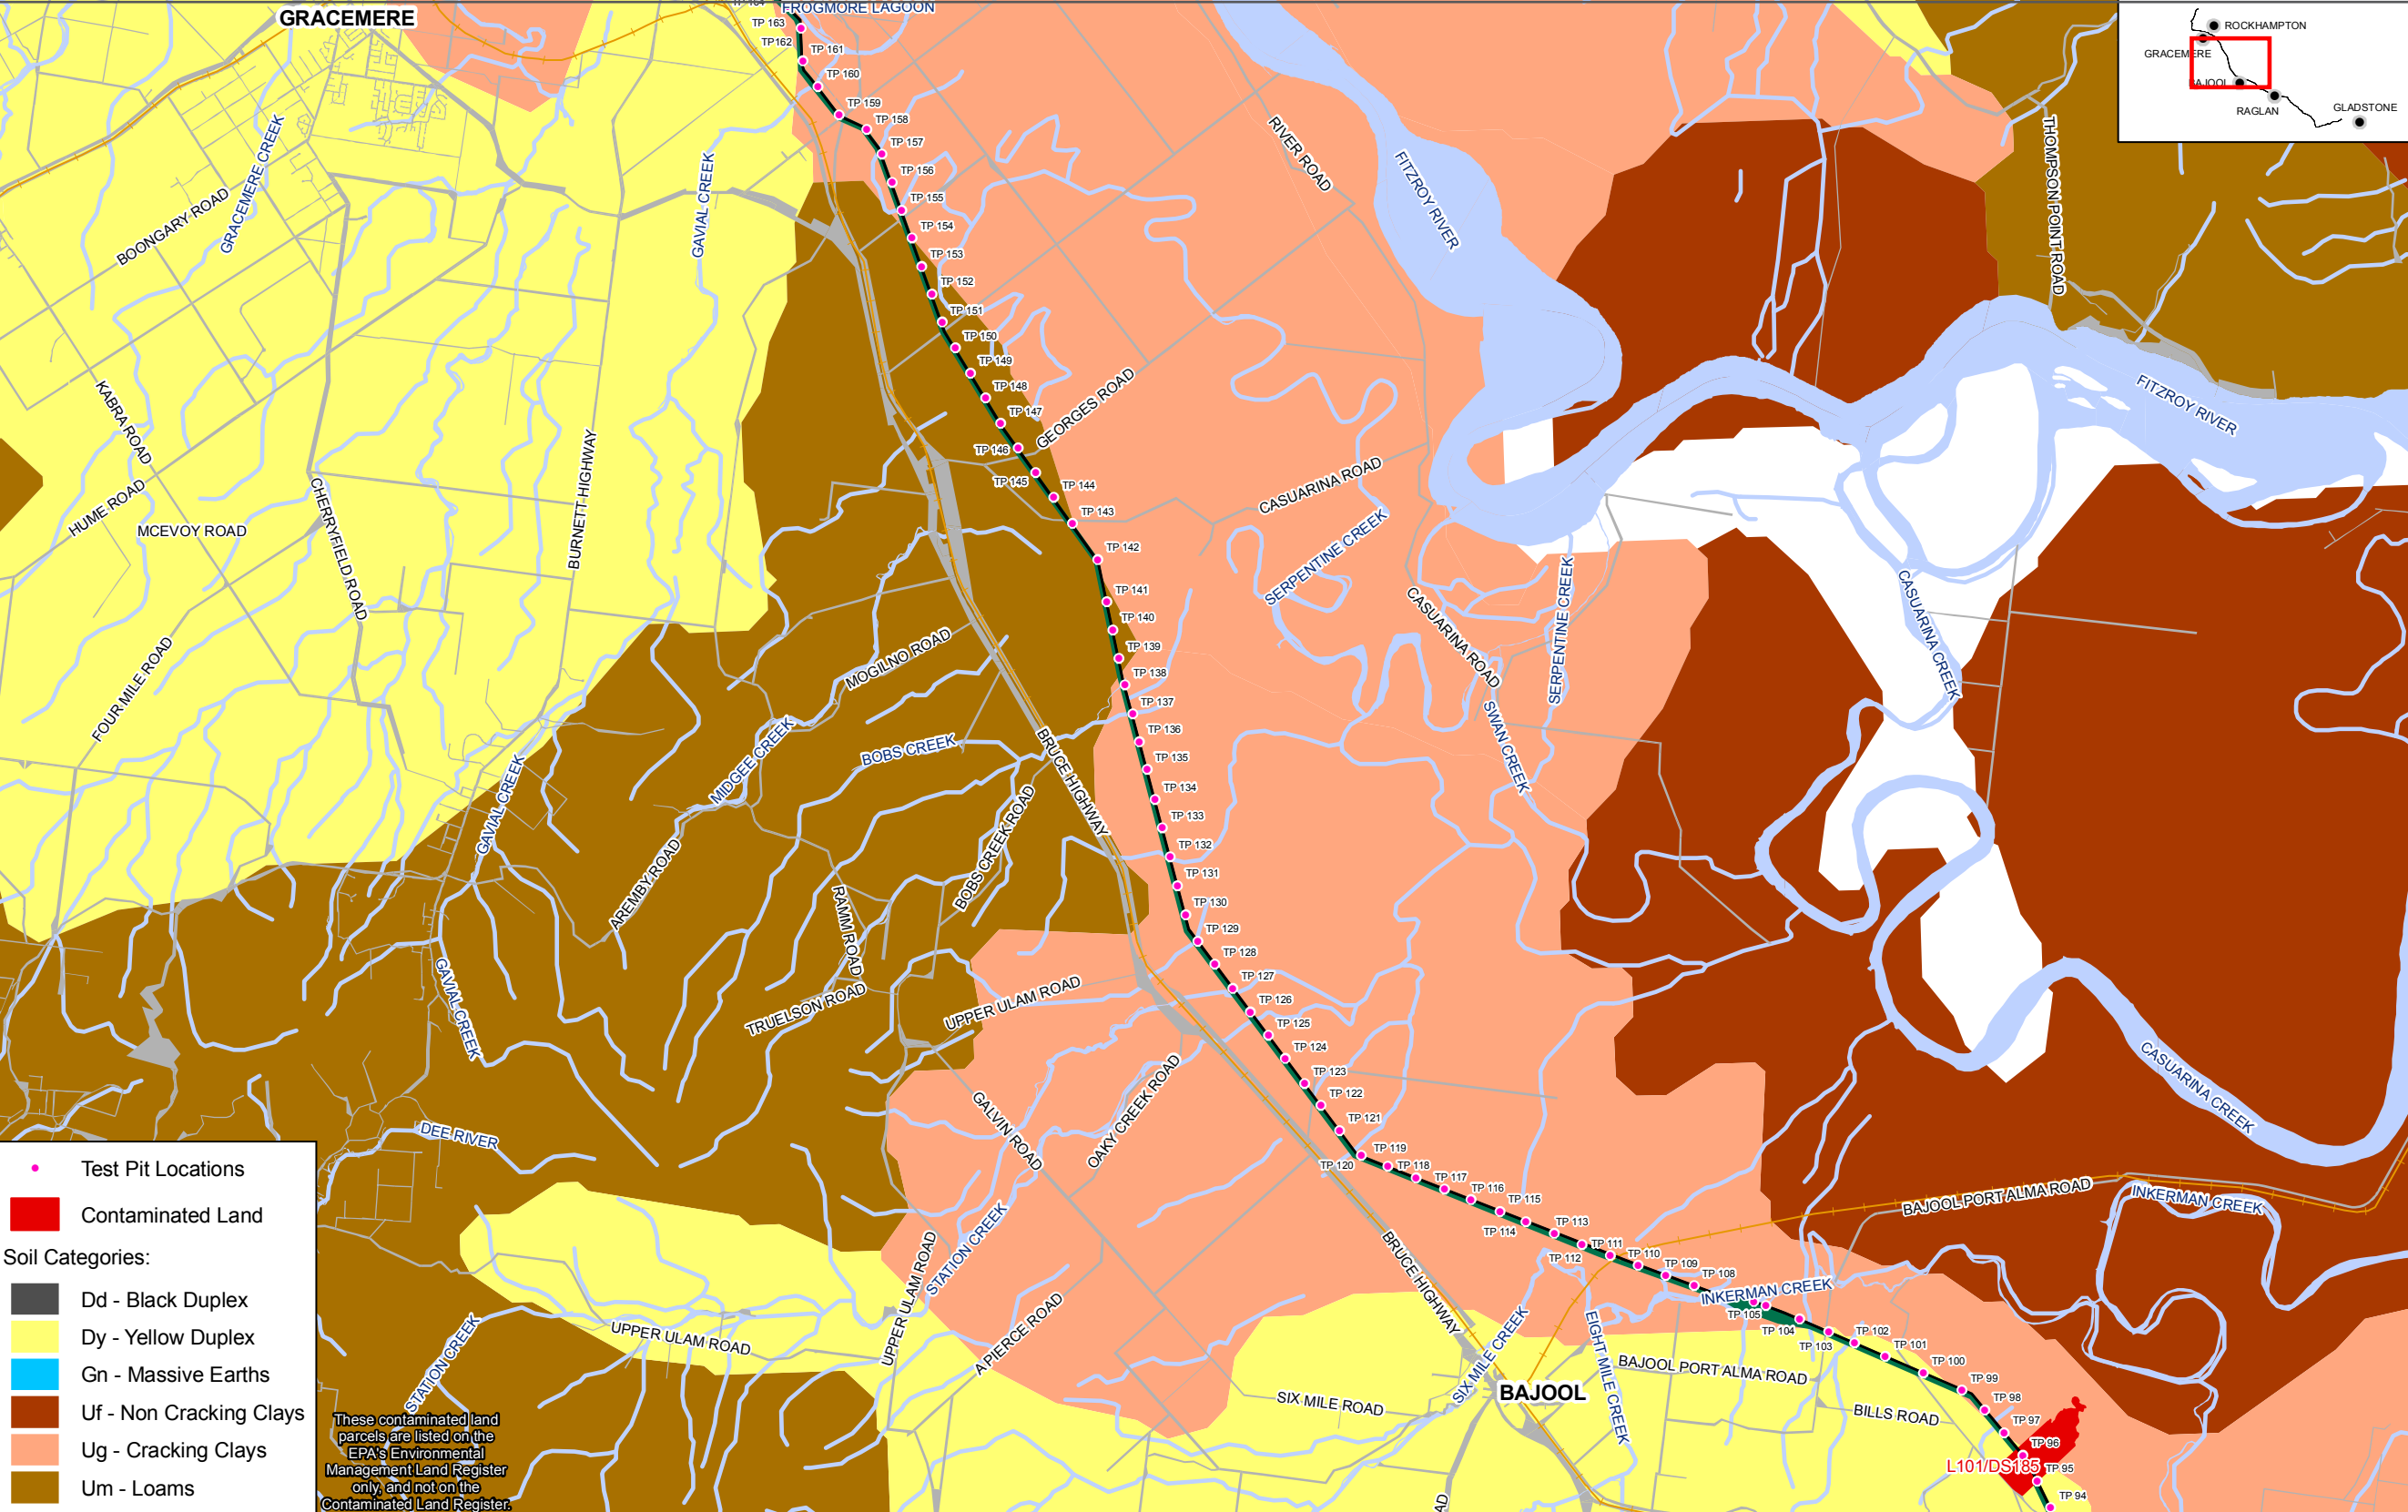 GRACEMERE
FROGMORE LAGOON
TP 163
TP162
TP 161
TP 160
TP 159
TP 158
TP 157
TP 156
TP 155
TP 154
TP 153
TP 152
TP 151
TP 150
TP 149
TP 148
TP 147
TP 146
TP 145
TP 144
TP 143
TP 142
TP 141
TP 140
TP 139
TP 138
TP 137
TP 136
TP 135
TP 134
TP 133
TP 132
TP 131
TP 130
TP 129
TP 128
TP 127
TP 126
TP 125
TP 124
TP 123
TP 122
TP 121
TP 119
TP 120
TP 118
TP 117
TP 116
TP 115
TP 114
TP 113
TP 112
TP 111
TP 110
TP 109
TP 108
TP 105
TP 104
TP 103
TP 102
TP 101
TP 100
TP 99
TP 98
TP 97
TP 96
TP 95
TP 94
L101/DS185
ROCKHAMPTON
GRACEMERE
BAJOOL
RAGLAN
GLADSTONE
THOMPSON POINT ROAD
RIVER ROAD
FITZROY RIVER
FITZROY RIVER
BOONGARY ROAD
GRACEMERE CREEK
GAVIAL CREEK
KABRA ROAD
HUME ROAD
MCEVOY ROAD
CHERRYFIELD ROAD
BURNETT HIGHWAY
FOUR MILE ROAD
GEORGES ROAD
CASUARINA ROAD
SERPENTINE CREEK
CASUARINA ROAD
SERPENTINE CREEK
SWAN CREEK
CASUARINA CREEK
CASUARINA CREEK
MOGILNO ROAD
MIDGEE CREEK
BOBS CREEK
BRUCE HIGHWAY
BOBS CREEK ROAD
AREMBY ROAD
RAMM ROAD
GAVIAL CREEK
GAVIAL CREEK
TRUELSON ROAD
UPPER ULAM ROAD
GALVIN ROAD
OAKY CREEK ROAD
DEE RIVER
STATION CREEK
UPPER ULAM ROAD
A PIERCE ROAD
BRUCE HIGHWAY
UPPER ULAM ROAD
STATION CREEK
SIX MILE ROAD
SIX MILE CREEK
BAJOOL
EIGHT MILE CREEK
BAJOOL PORT ALMA ROAD
BILLS ROAD
INKERMAN CREEK
BAJOOL PORT ALMA ROAD
INKERMAN CREEK
Test Pit Locations
Contaminated Land
Soil Categories:
Dd - Black Duplex
Dy - Yellow Duplex
Gn - Massive Earths
Uf - Non Cracking Clays
Ug - Cracking Clays
Um - Loams
These contaminated land
parcels are listed on the
EPA's Environmental
Management Land Register
only, and not on the
Contaminated Land Register.